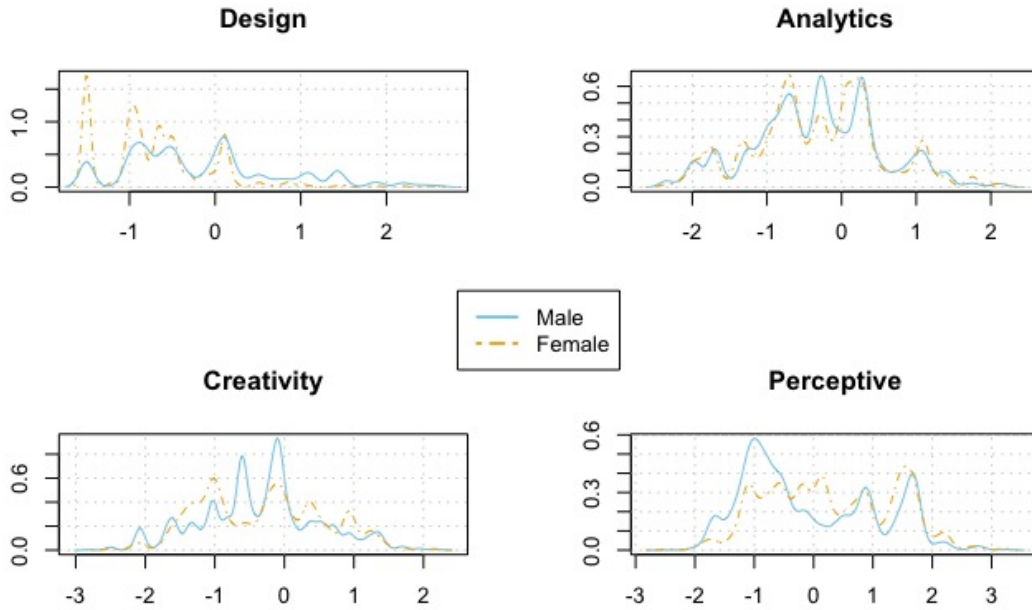 Design
1.0
0.0
-1 0 1 2
Analytics
0.6
0.3
0.0
-2 -1 0 1 2
Male
Female
Creativity
0.6
0.0
-3 -2 -1 0 1 2
Perceptive
0.6
0.3
0.0
-3 -2 -1 0 1 2 3